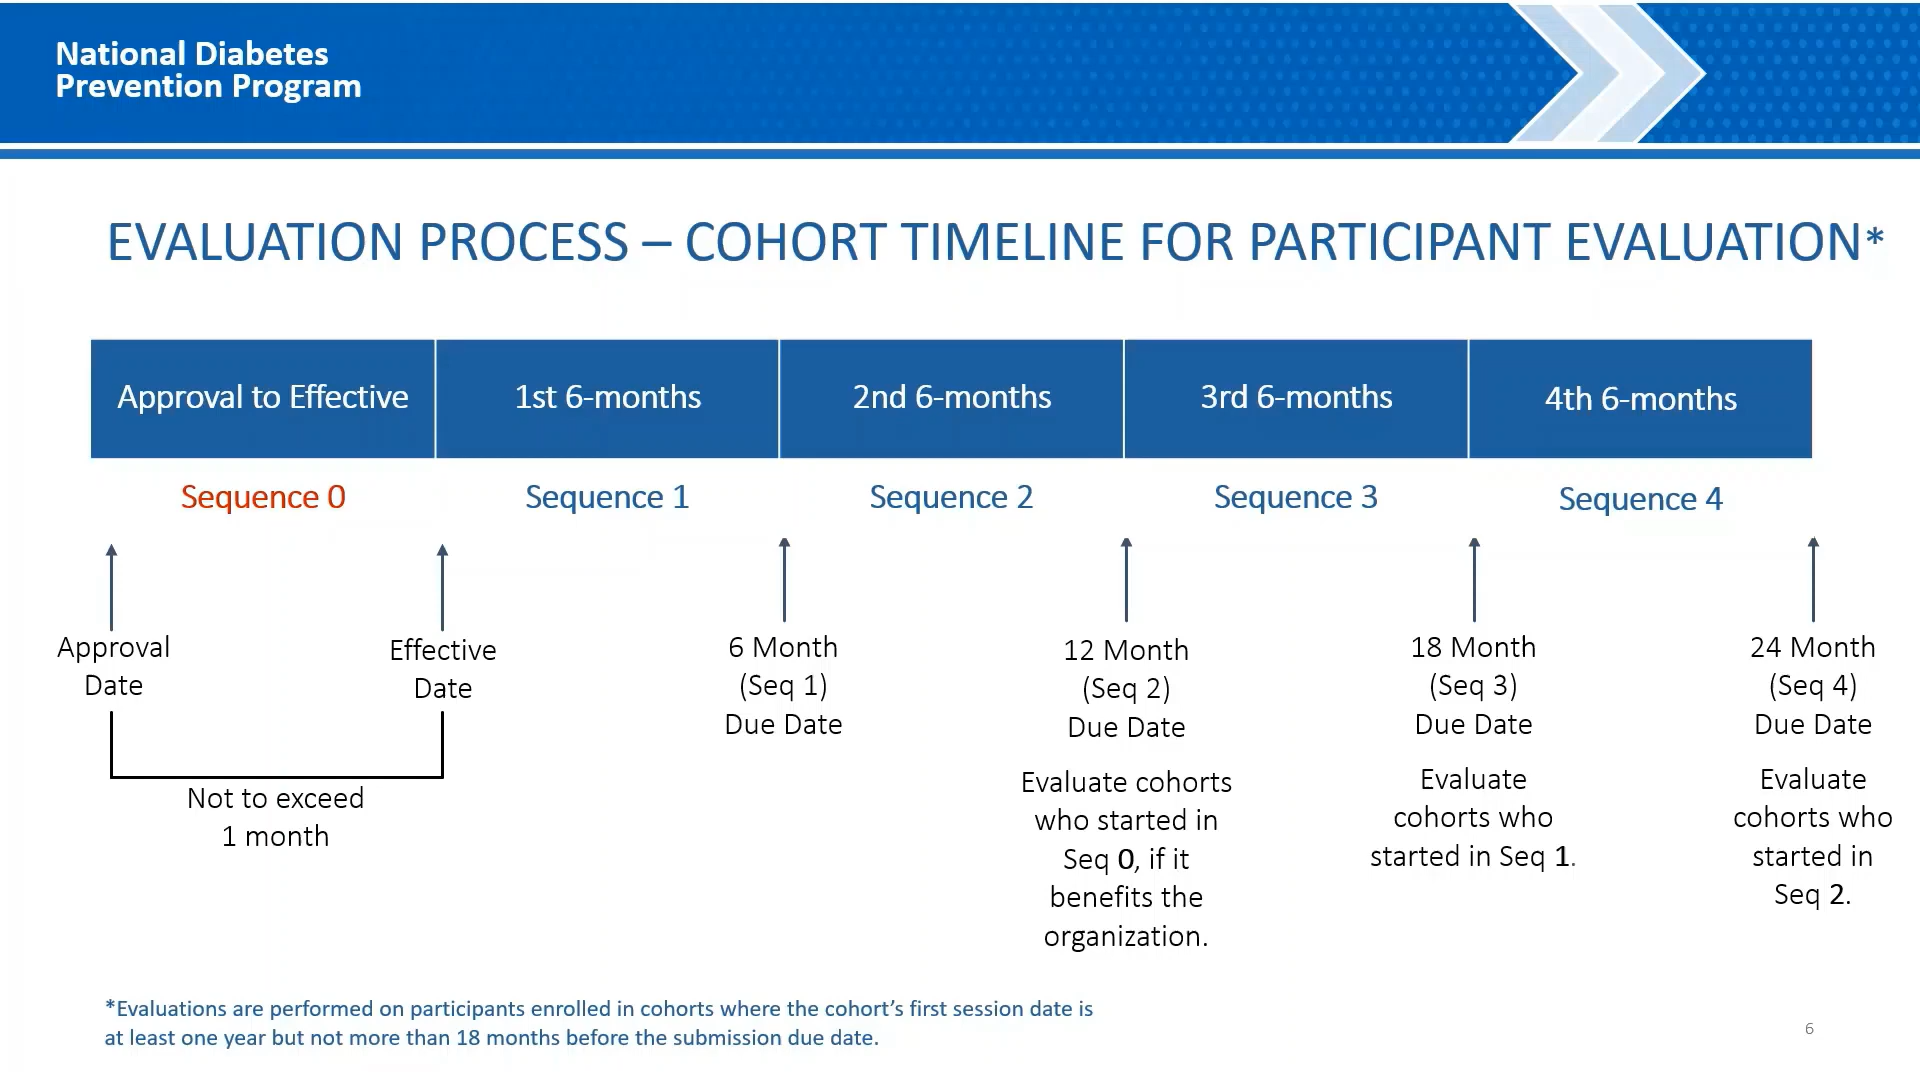 National Diabetes
Prevention Program
EVALUATION PROCESS – COHORT TIMELINE FOR PARTICIPANT EVALUATION*
Approval to Effective
1st 6-months
2nd 6-months
3rd 6-months
4th 6-months
Sequence 0
Sequence 1
Sequence 2
Sequence 3
Sequence 4
Approval
Date
Effective
Date
Not to exceed
1 month
6 Month
(Seq 1)
Due Date
12 Month
(Seq 2)
Due Date
Evaluate cohorts
who started in
Seq 0, if it
benefits the
organization.
18 Month
(Seq 3)
Due Date
Evaluate
cohorts who
started in Seq 1.
24 Month
(Seq 4)
Due Date
Evaluate
cohorts who
started in
Seq 2.
*Evaluations are performed on participants enrolled in cohorts where the cohort’s first session date is
at least one year but not more than 18 months before the submission due date.
6